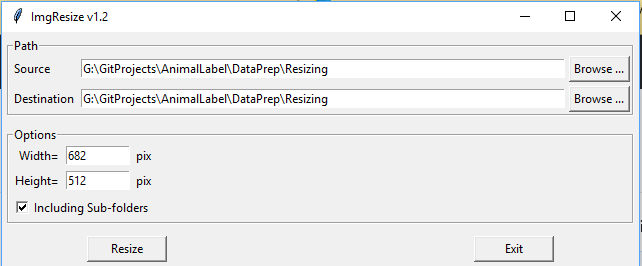 ImgResize v1.2
Path
Source G:\GitProjects\AnimalLabel\DataPrep\Resizing Browse ...
Destination G:\GitProjects\AnimalLabel\DataPrep\Resizing Browse ...
Options
Width= 682 pix
Height= 512 pix
Including Sub-folders
Resize Exit